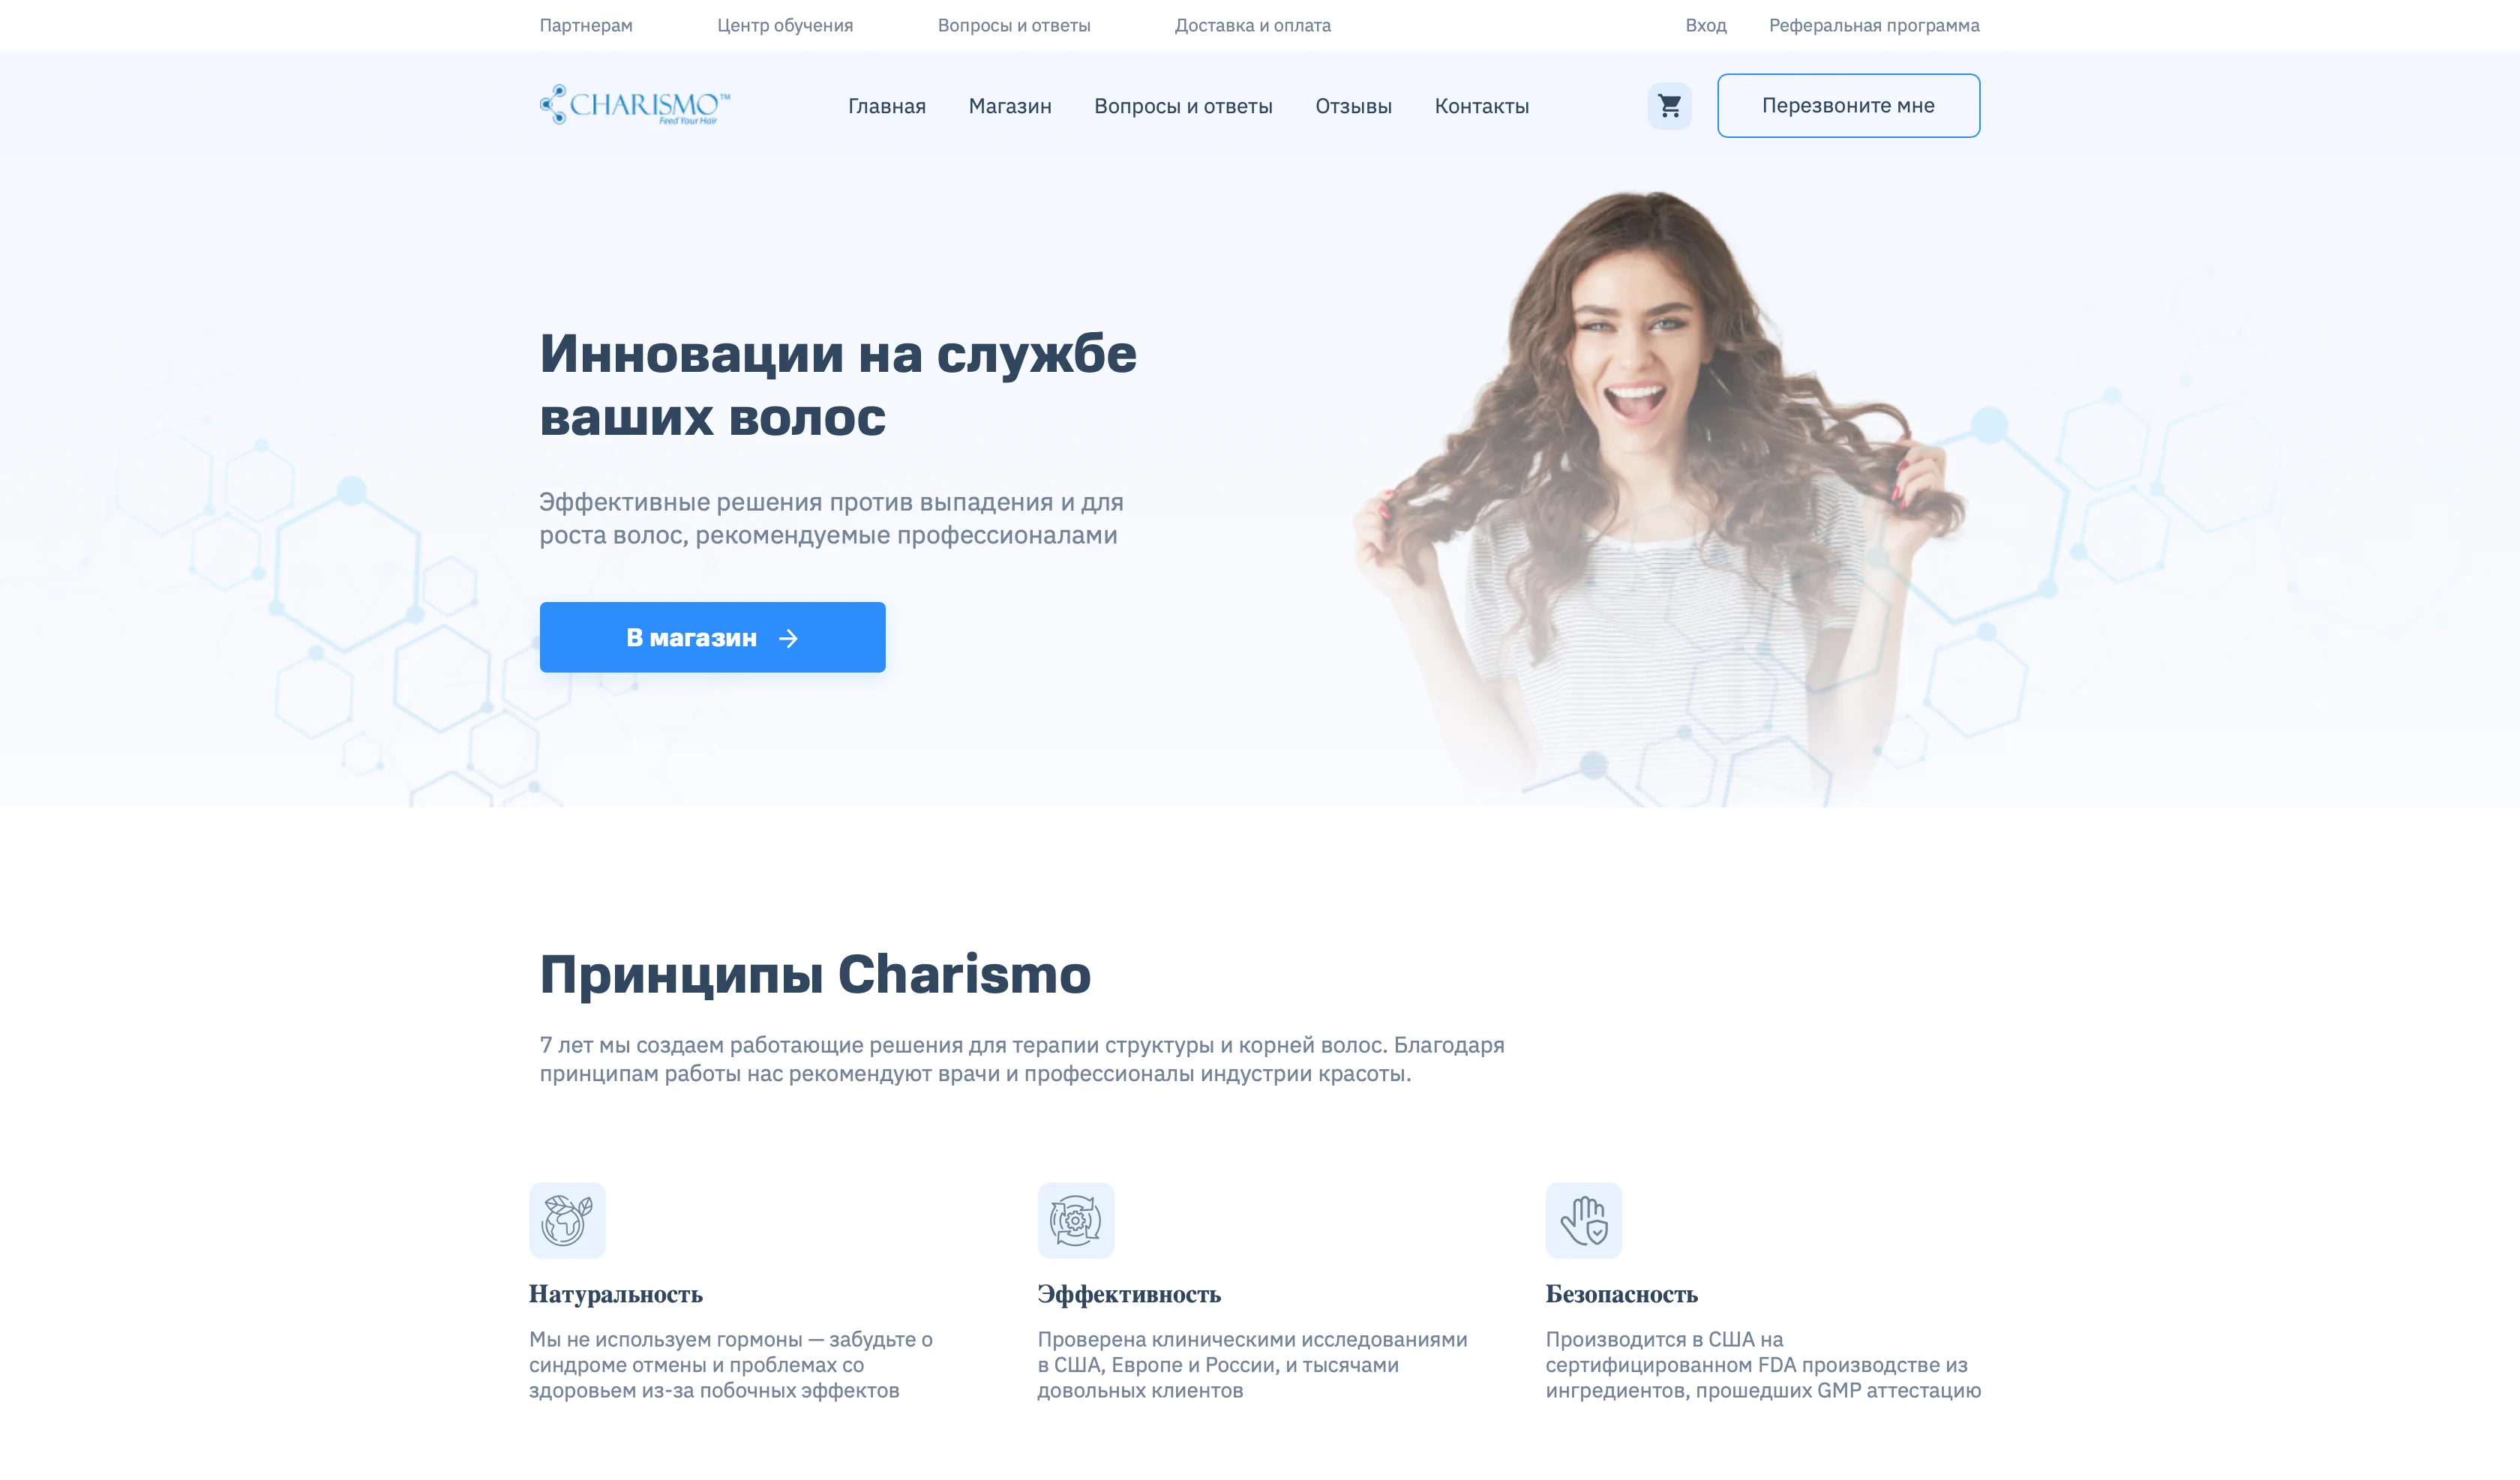 Партнерам
Центр обучения
Вопросы и ответы
Доставка и оплата
Вход
Реферальная программа
CHARISMO™
Feed Your Hair
Главная
Магазин
Вопросы и ответы
Отзывы
Контакты
Перезвоните мне
Инновации на службе
ваших волос
Эффективные решения против выпадения и для
роста волос, рекомендуемые профессионалами
В магазин
Принципы Charismo
7 лет мы создаем работающие решения для терапии структуры и корней волос. Благодаря
принципам работы нас рекомендуют врачи и профессионалы индустрии красоты.
Натуральность
Мы не используем гормоны — забудьте о
синдроме отмены и проблемах со
здоровьем из-за побочных эффектов
Эффективность
Проверена клиническими исследованиями
в США, Европе и России, и тысячами
довольных клиентов
Безопасность
Производится в США на
сертифицированном FDA производстве из
ингредиентов, прошедших GMP аттестацию